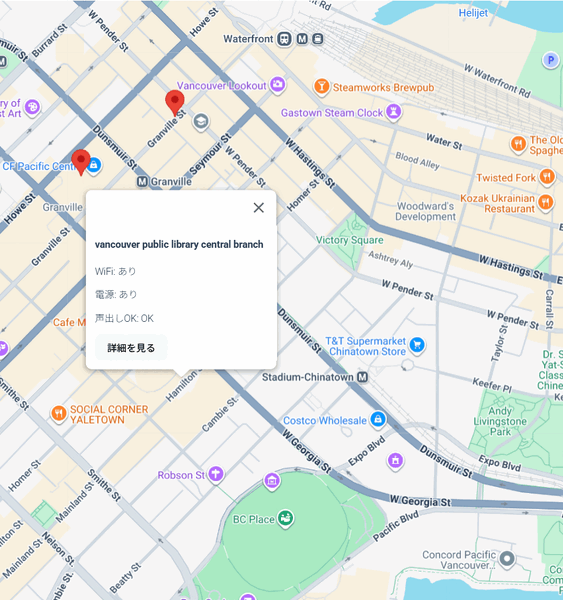 Helijet
Howe St
W Pender St
Burrard St
Waterfront
W Waterfront Rd
Dunsmuir St
Vancouver Lookout
Steamworks Brewpub
Gastown Steam Clock
Granville St
Seymour St
Dunsmuir St
W Hastings St
Water St
The Old
Spaghe
Blood Alley
CF Pacific Cent
W Pender St
Granville
Twisted Fork
Homer St
Kozak Ukrainian
Restaurant
Woodward's
Development
Howe St
Granville
Granville St
Victory Square
vancouver public library central branch
WiFi: あり
電源: あり
声出しOK: OK
詳細を見る
Ashtrey Aly
W Hastings St
W Pender St
Carrall St
Cafe M
Dunsmuir St
T&T Supermarket
Chinatown Store
Taylor St
Dr. S
Yat-S
Class
Chine
Stadium-Chinatown
Keefer Pl
Smithe St
Hamilton
SOCIAL CORNER
YALETOWN
Cambie St
Costco Wholesale
Andy
Livingstone
Park
W Georgia St
Expo Blvd
Dunsmuir St
Expo Blvd
Robson St
Homer St
Smithe St
Mainland St
W Georgia St
BC Place
Pacific Blvd
Nelson St
Hamilton St
Mainland St
Beatty St
Concord Pacific
Vancouver...